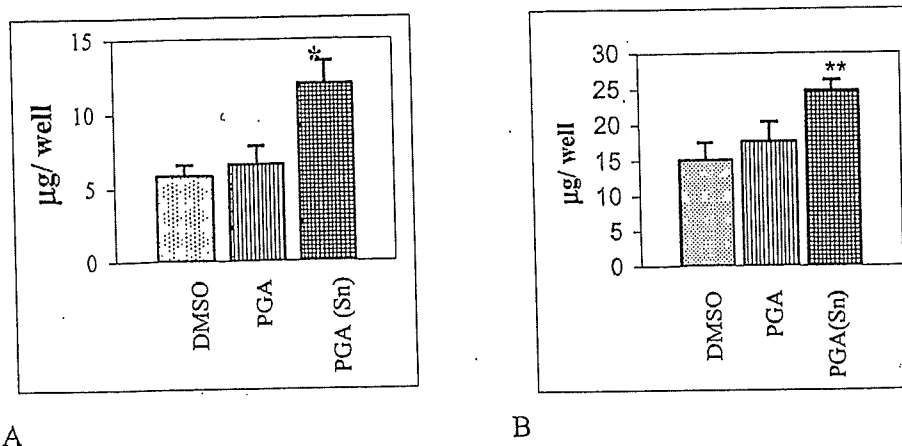 15
10
5
0
µg/ well
*
DMSO
PGA
PGA (Sn)
A
30
25
20
15
10
5
0
µg/ well
**
DMSO
PGA
PGA(Sn)
B